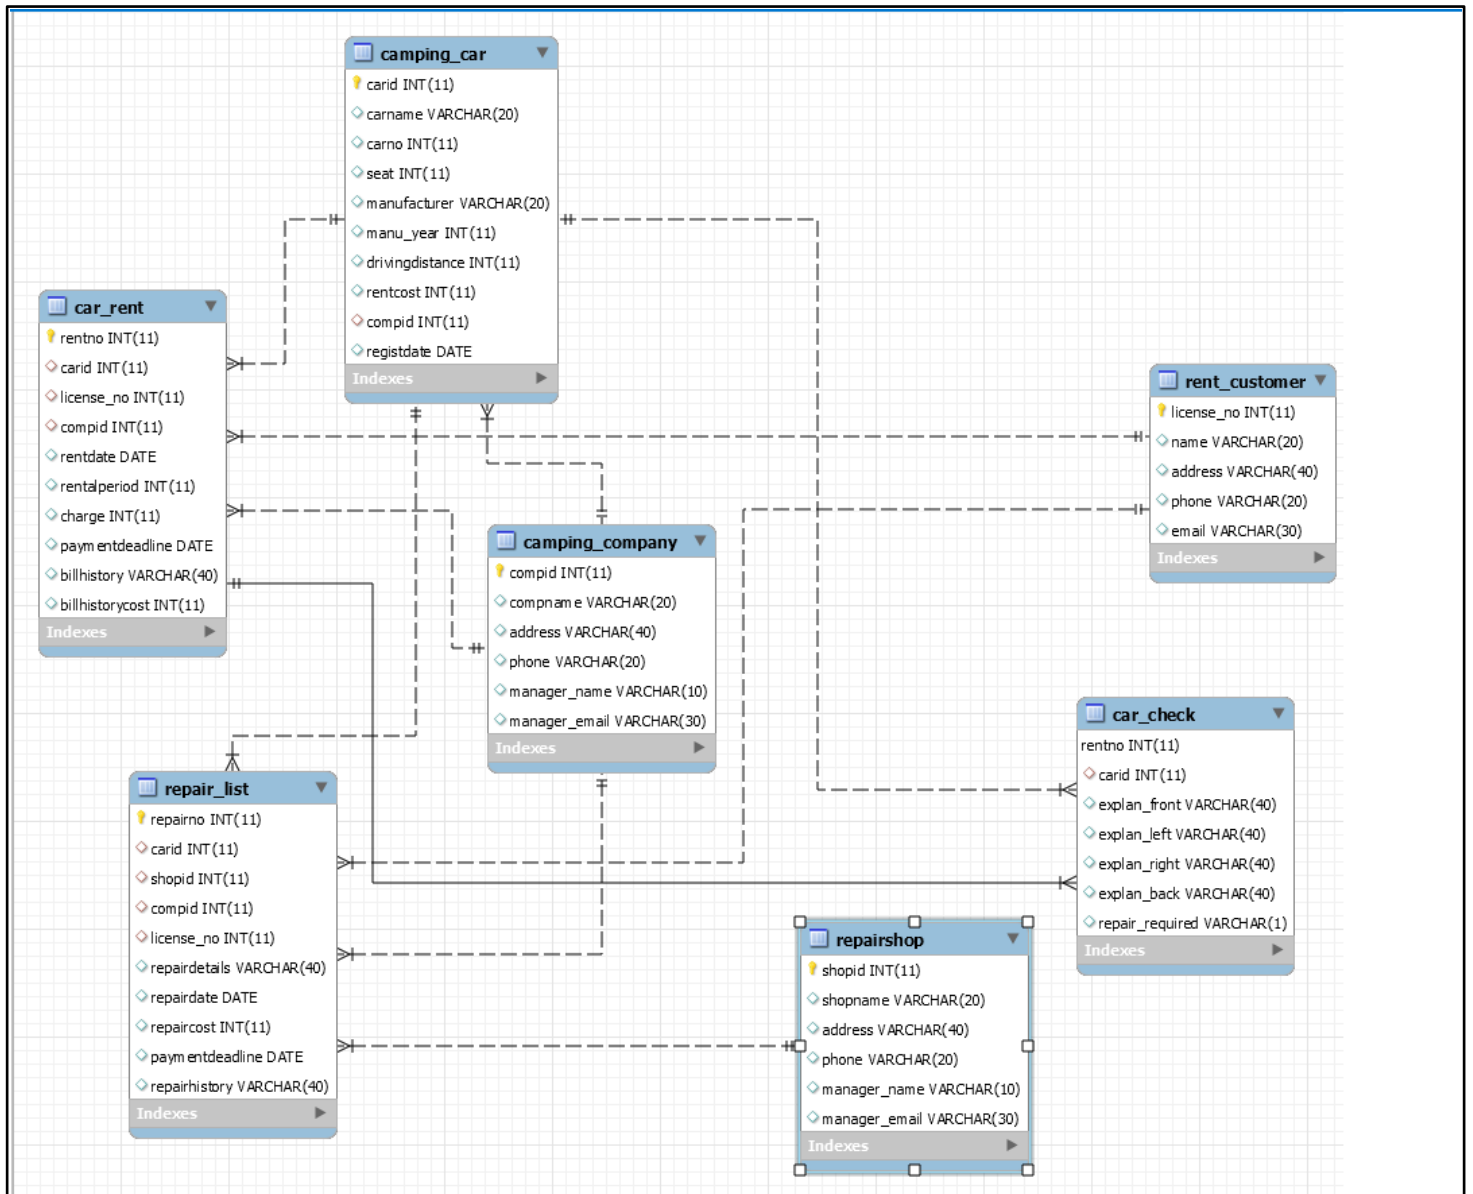 camping_car
carid INT(11)
carname VARCHAR(20)
carno INT(11)
seat INT(11)
manufacturer VARCHAR(20)
manu_year INT(11)
drivingdistance INT(11)
rentcost INT(11)
compid INT(11)
registdate DATE
Indexes
car_rent
rentno INT(11)
carid INT(11)
license_no INT(11)
compid INT(11)
rentdate DATE
rentalperiod INT(11)
charge INT(11)
paymentdeadline DATE
billhistory VARCHAR(40)
billhistorycost INT(11)
Indexes
rent_customer
license_no INT(11)
name VARCHAR(20)
address VARCHAR(40)
phone VARCHAR(20)
email VARCHAR(30)
Indexes
camping_company
compid INT(11)
compname VARCHAR(20)
address VARCHAR(40)
phone VARCHAR(20)
manager_name VARCHAR(10)
manager_email VARCHAR(30)
Indexes
car_check
rentno INT(11)
carid INT(11)
explan_front VARCHAR(40)
explan_left VARCHAR(40)
explan_right VARCHAR(40)
explan_back VARCHAR(40)
repair_required VARCHAR(1)
Indexes
repair_list
repairno INT(11)
carid INT(11)
shopid INT(11)
compid INT(11)
license_no INT(11)
repairdetails VARCHAR(40)
repairdate DATE
repaircost INT(11)
paymentdeadline DATE
repairhistory VARCHAR(40)
Indexes
repairshop
shopid INT(11)
shopname VARCHAR(20)
address VARCHAR(40)
phone VARCHAR(20)
manager_name VARCHAR(10)
manager_email VARCHAR(30)
Indexes